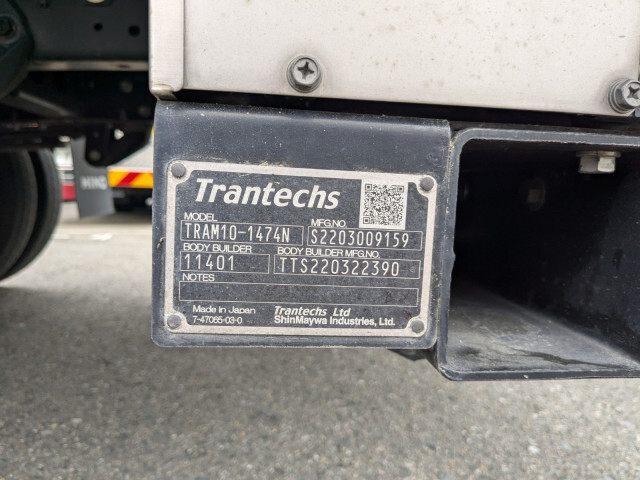 Trantechs
MODEL MFG.NO.
TRAM10-1474N S2203009159
BODY BUILDER BODY BUILDER MFG.NO.
11401 TTS220322390
NOTES
Made in Japan Trantechs Ltd
7-47065-03-0 ShinMaywa Industries, Ltd.